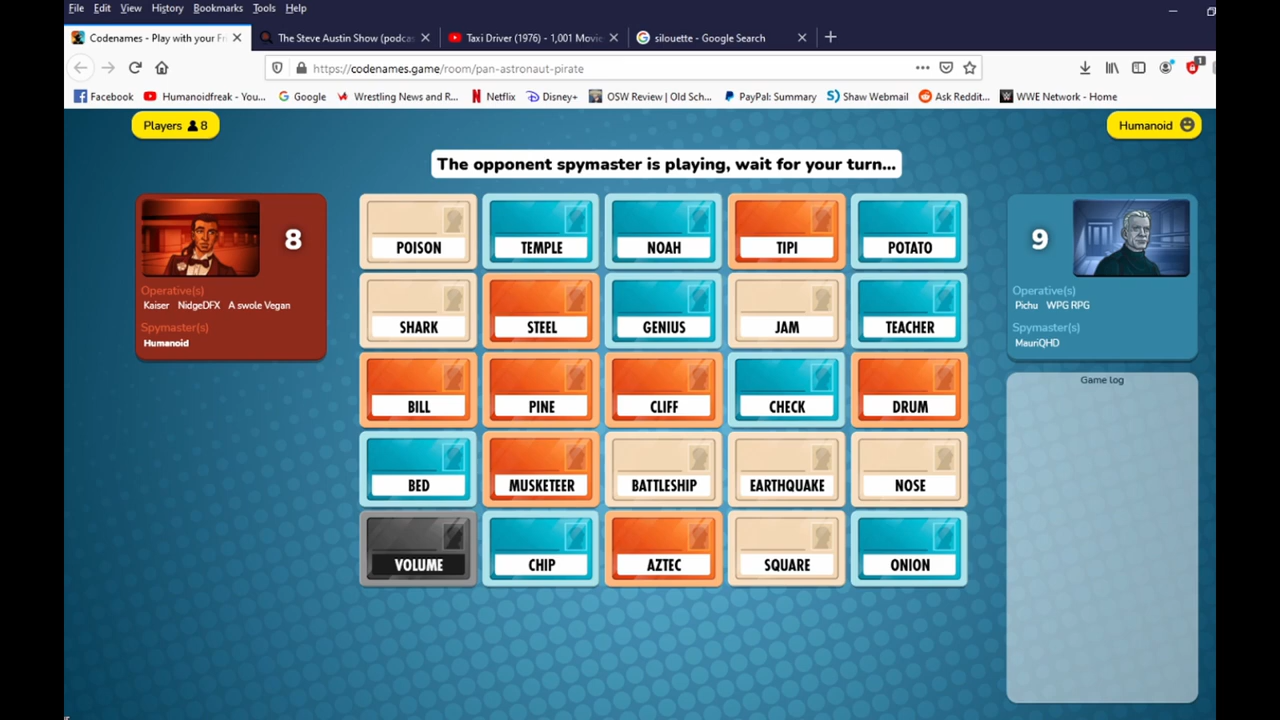 File Edit View History Bookmarks Tools Help
Codenames - Play with your Fr
The Steve Austin Show (podca
Taxi Driver (1976) - 1,001 Movie
silouette - Google Search
https://codenames.game/room/pan-astronaut-pirate
1
Facebook Humanoidfreak - You... Google Wrestling News and R... Netflix Disney+ OSW Review | Old Sch... PayPal: Summary Shaw Webmail Ask Reddit... WWE Network - Home
Players 8
Humanoid
The opponent spymaster is playing, wait for your turn...
8
Operative(s)
Kaiser NidgeDFX A swole Vegan
Spymaster(s)
Humanoid
POISON TEMPLE NOAH TIPI POTATO
SHARK STEEL GENIUS JAM TEACHER
BILL PINE CLIFF CHECK DRUM
BED MUSKETEER BATTLESHIP EARTHQUAKE NOSE
VOLUME CHIP AZTEC SQUARE ONION
9
Operative(s)
Pichu WPG RPG
Spymaster(s)
MauriQHD
Game log